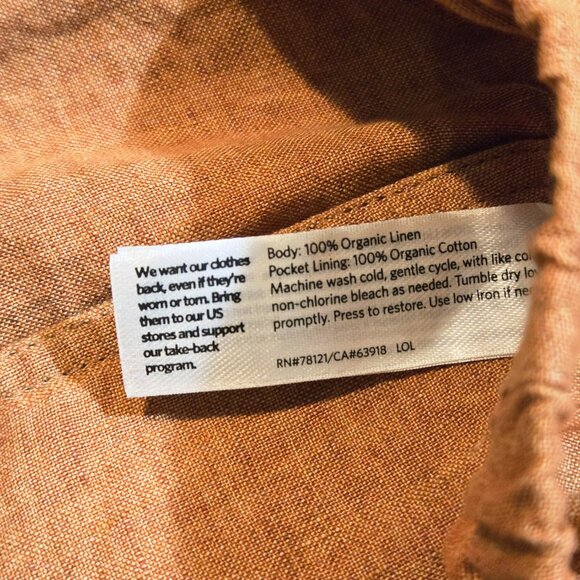 We want our clothes
back, even if they're
worn or torn. Bring
them to our US
stores and support
our take-back
program.
Body: 100% Organic Linen
Pocket Lining: 100% Organic Cotton
Machine wash cold, gentle cycle, with like
non-chlorine bleach as needed. Tumble dry
promptly. Press to restore. Use low iron if
RN#78121/CA#63918 LOL